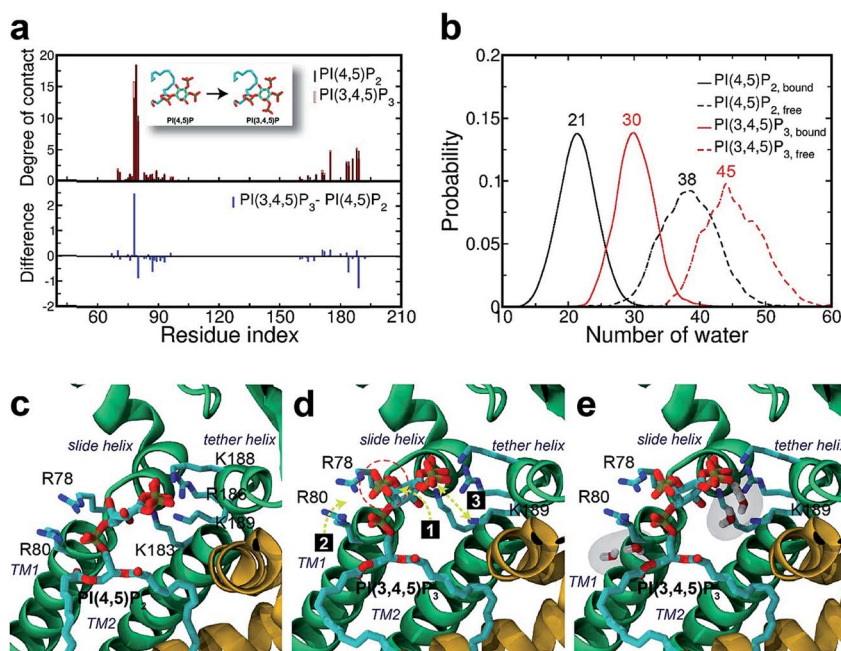 a
Degree of contact
20
15
10
5
0
PI(4,5)P
PI(3,4,5)P
PI(4,5)P2
PI(3,4,5)P3
Difference
2
1
0
-1
-2
PI(3,4,5)P3- PI(4,5)P2
60 90 120 150 180 210
Residue index
b
Probability
0.2
0.15
0.1
0.05
0
21
30
38
45
PI(4,5)P2, bound
PI(4,5)P2, free
PI(3,4,5)P3, bound
PI(3,4,5)P3, free
10 20 30 40 50 60
Number of water
c
slide helix
tether helix
R78
K188
R186
R80
K189
K183
TM1
PI(4,5)P2
TM2
d
slide helix
tether helix
R78
R80
3
1
2
K189
TM1
PI(3,4,5)P3
TM2
e
slide helix
tether helix
R78
R80
K189
TM1
PI(3,4,5)P3
TM2